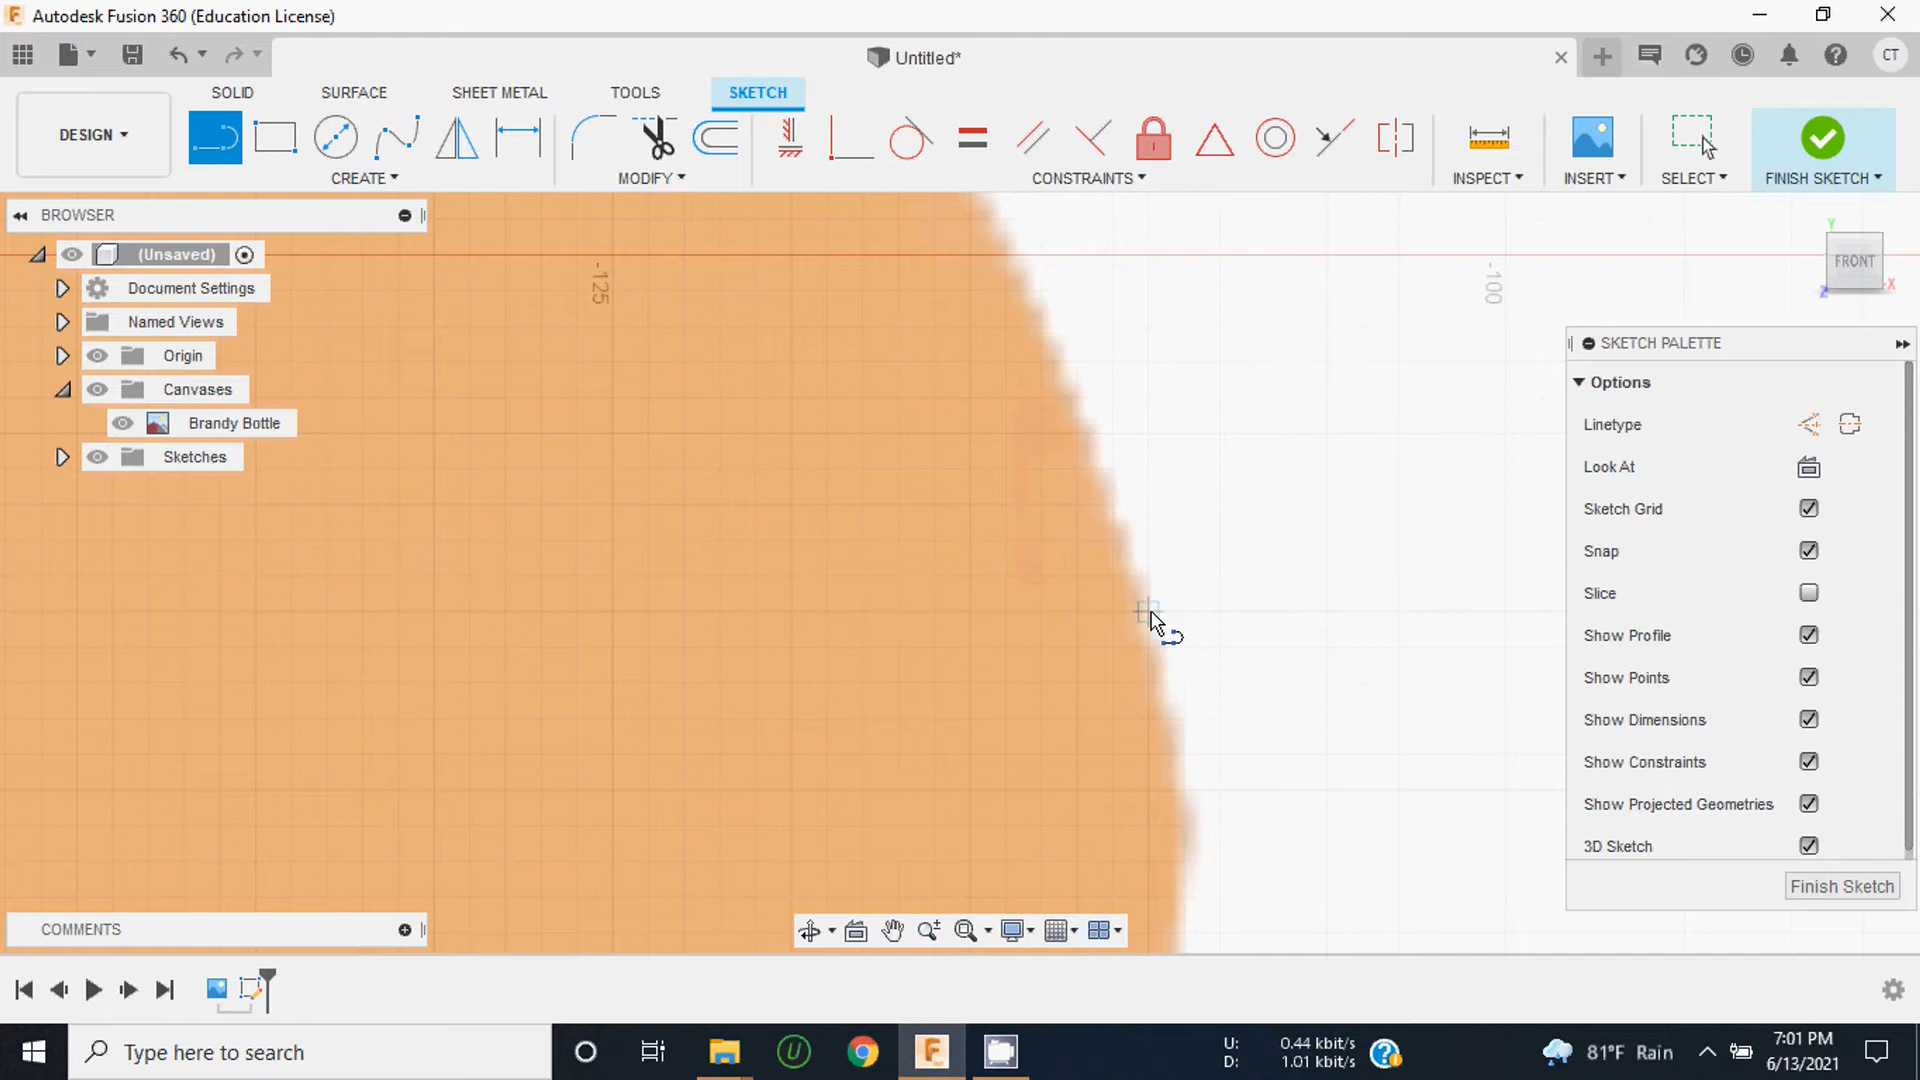 Autodesk Fusion 360 (Education License)
Untitled*
CT
DESIGN
SOLID
SURFACE
SHEET METAL
TOOLS
SKETCH
CREATE
MODIFY
CONSTRAINTS
INSPECT
INSERT
SELECT
FINISH SKETCH
BROWSER
(Unsaved)
Document Settings
Named Views
Origin
Canvases
Brandy Bottle
Sketches
-125
-100
Y
FRONT
Z
X
SKETCH PALETTE
Options
Linetype
Look At
Sketch Grid
Snap
Slice
Show Profile
Show Points
Show Dimensions
Show Constraints
Show Projected Geometries
3D Sketch
Finish Sketch
COMMENTS
Type here to search
U: 0.44 kbit/s
D: 1.01 kbit/s
81°F Rain
7:01 PM
6/13/2021